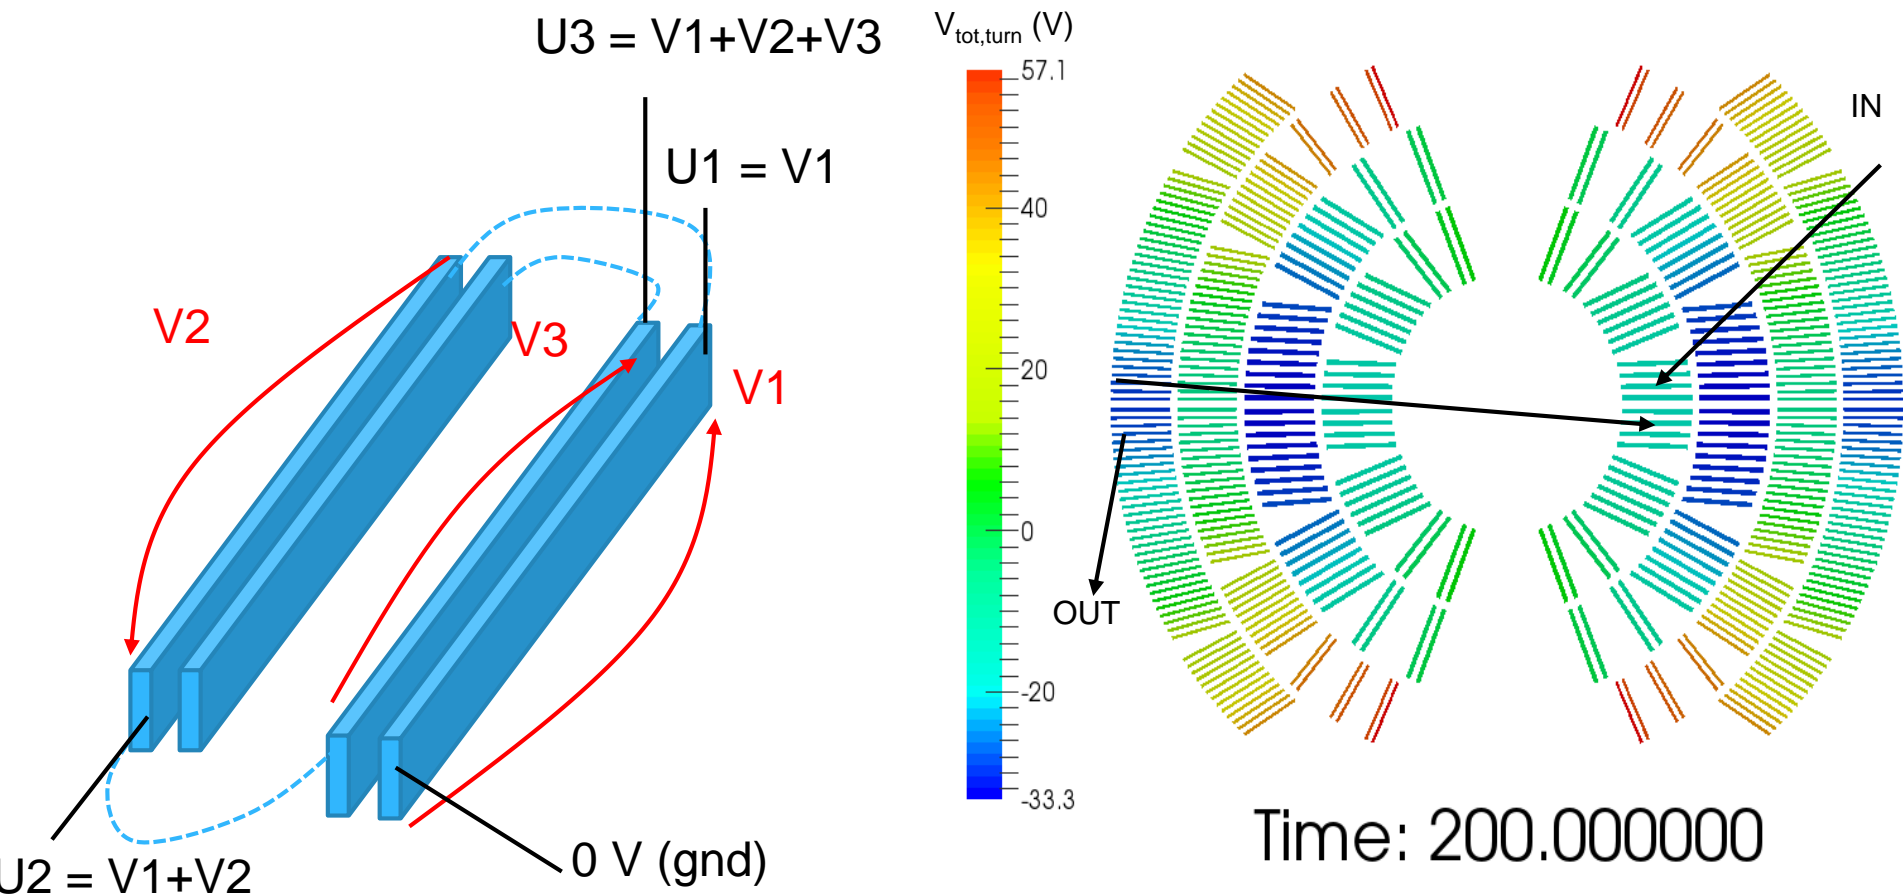 U3 = V1+V2+V3
U1 = V1
V2
V3
V1
U2 = V1+V2
0 V (gnd)
Vtot,turn (V)
57.1
40
20
0
-20
-33.3
IN
OUT
Time: 200.000000